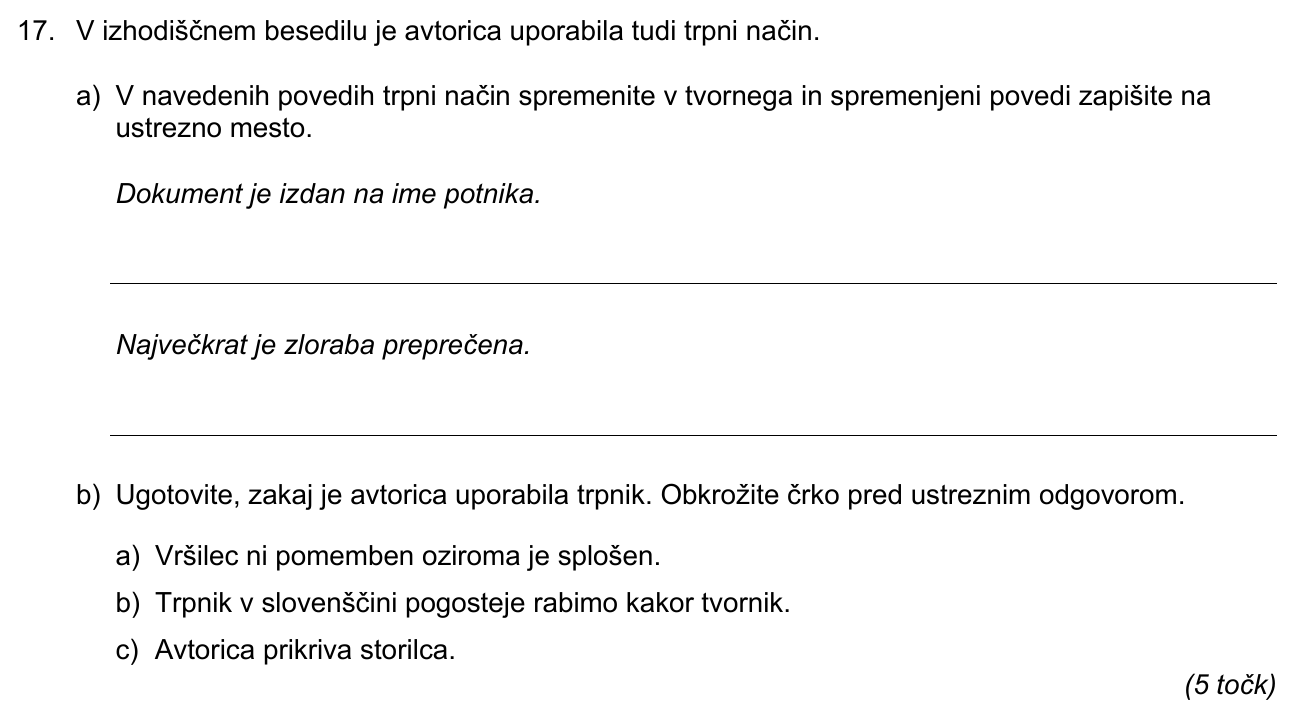 17. V izhodiščnem besedilu je avtorica uporabila tudi trpni način.
a) V navedenih povedih trpni način spremenite v tvornega in spremenjeni povedi zapišite na
ustrezno mesto.
Dokument je izdan na ime potnika.
Največkrat je zloraba preprečena.
b) Ugotovite, zakaj je avtorica uporabila trpnik. Obkrožite črko pred ustreznim odgovorom.
a) Vršilec ni pomemben oziroma je splošen.
b) Trpnik v slovenščini pogosteje rabimo kakor tvornik.
c) Avtorica prikriva storilca.
(5 točk)